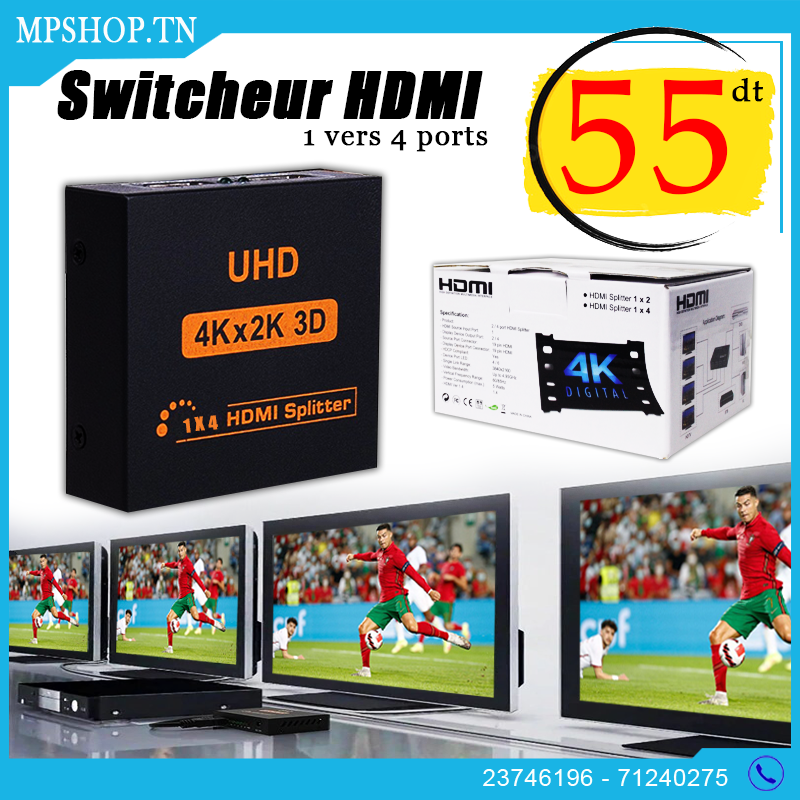 MPSHOP.TN
Switcheur HDMI
1 vers 4 ports
55 dt
UHD
4Kx2K 3D
1X4 HDMI Splitter
HDMI
HDMI Splitter 1 x 2
HDMI Splitter 1 x 4
HDMI
Specification:
4K
DIGITAL
23746196 - 71240275